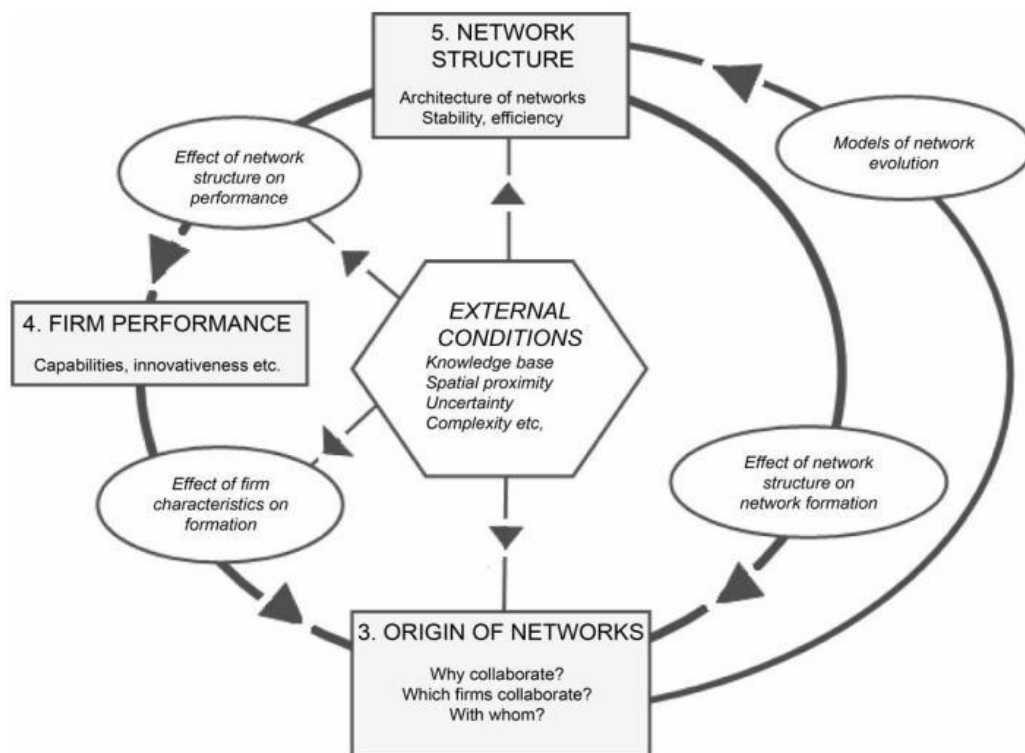 5. NETWORK
STRUCTURE
Architecture of networks
Stability, efficiency
Effect of network
structure on
performance
Models of network
evolution
4. FIRM PERFORMANCE
Capabilities, innovativeness etc.
EXTERNAL
CONDITIONS
Knowledge base
Spatial proximity
Uncertainty
Complexity etc,
Effect of firm
characteristics on
formation
Effect of network
structure on
network formation
3. ORIGIN OF NETWORKS
Why collaborate?
Which firms collaborate?
With whom?